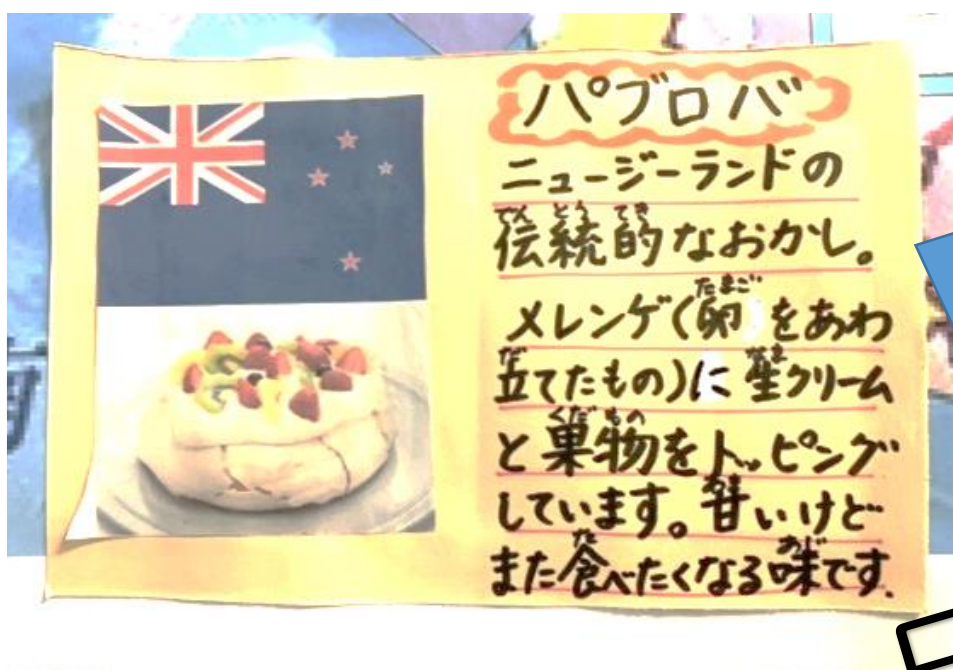 パブロバ
ニュージーランドの
伝統的なおかし。
メレンゲ(卵をあわ
立てたもの)に生クリーム
と果物をトッピング
しています。甘いけど
また食べたくなる味です.